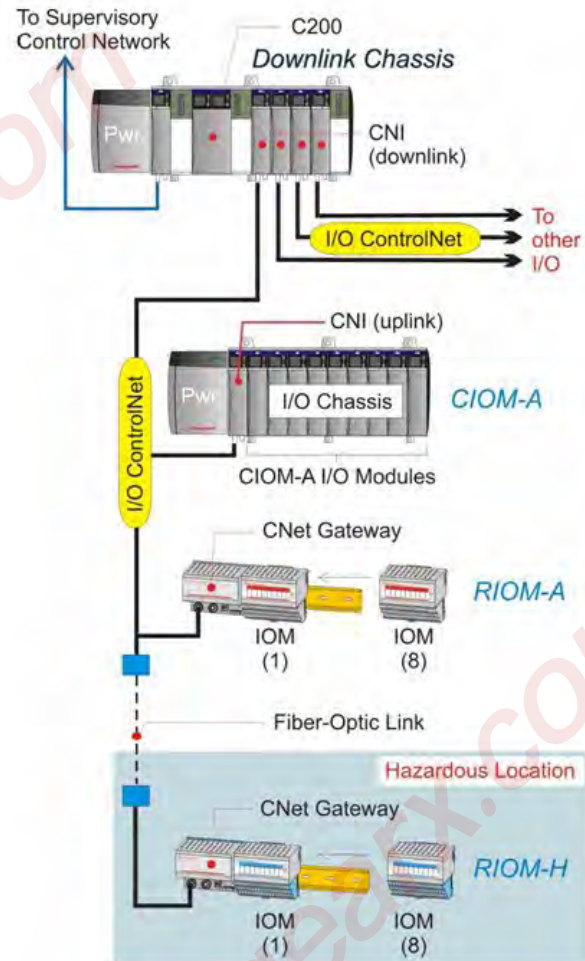 To Supervisory
Control Network
C200
Downlink Chassis
Pwr
CNI
(downlink)
To
other
I/O
I/O ControlNet
CNI (uplink)
Pwr
I/O Chassis
CIOM-A
I/O ControlNet
CIOM-A I/O Modules
CNet Gateway
RIOM-A
IOM
(1)
IOM
(8)
Fiber-Optic Link
Hazardous Location
CNet Gateway
RIOM-H
IOM
(1)
IOM
(8)